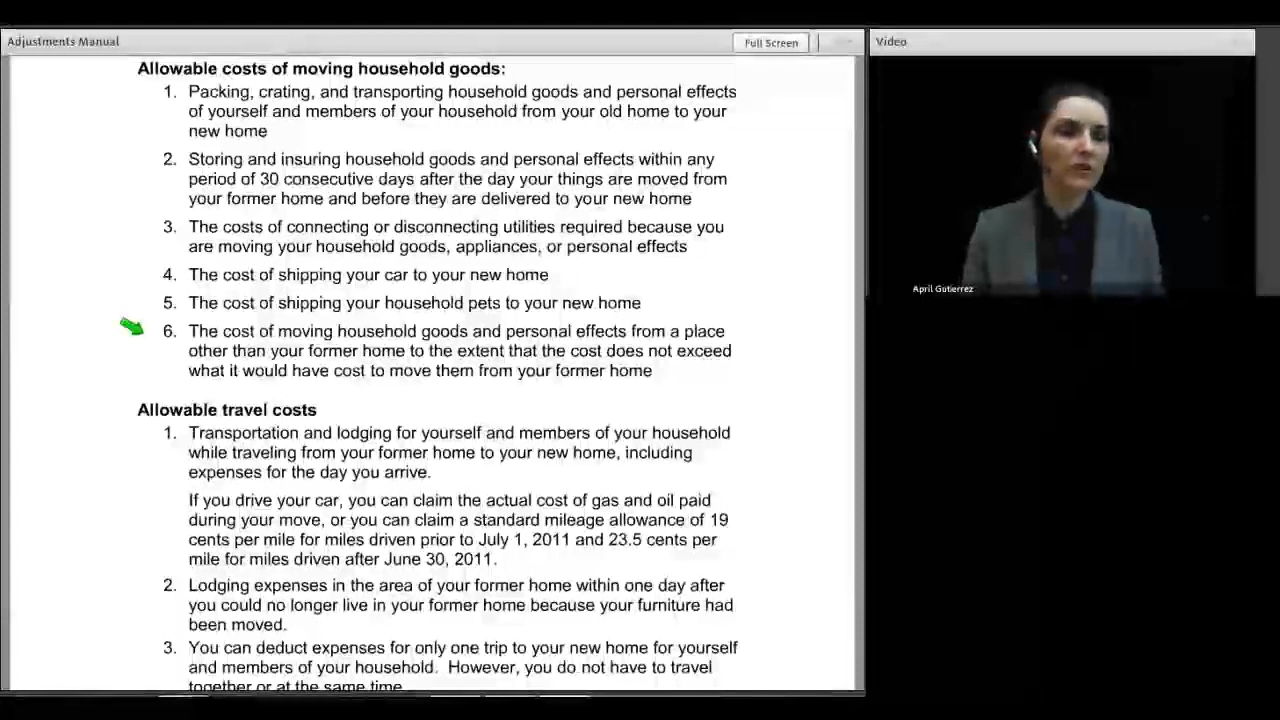 Adjustments Manual
Full Screen
Video
Allowable costs of moving household goods:
1. Packing, crating, and transporting household goods and personal effects
of yourself and members of your household from your old home to your
new home
2. Storing and insuring household goods and personal effects within any
period of 30 consecutive days after the day your things are moved from
your former home and before they are delivered to your new home
3. The costs of connecting or disconnecting utilities required because you
are moving your household goods, appliances, or personal effects
4. The cost of shipping your car to your new home
5. The cost of shipping your household pets to your new home
6. The cost of moving household goods and personal effects from a place
other than your former home to the extent that the cost does not exceed
what it would have cost to move them from your former home
Allowable travel costs
1. Transportation and lodging for yourself and members of your household
while traveling from your former home to your new home, including
expenses for the day you arrive.
If you drive your car, you can claim the actual cost of gas and oil paid
during your move, or you can claim a standard mileage allowance of 19
cents per mile for miles driven prior to July 1, 2011 and 23.5 cents per
mile for miles driven after June 30, 2011.
2. Lodging expenses in the area of your former home within one day after
you could no longer live in your former home because your furniture had
been moved.
3. You can deduct expenses for only one trip to your new home for yourself
and members of your household. However, you do not have to travel
together or at the same time.
April Gutierrez